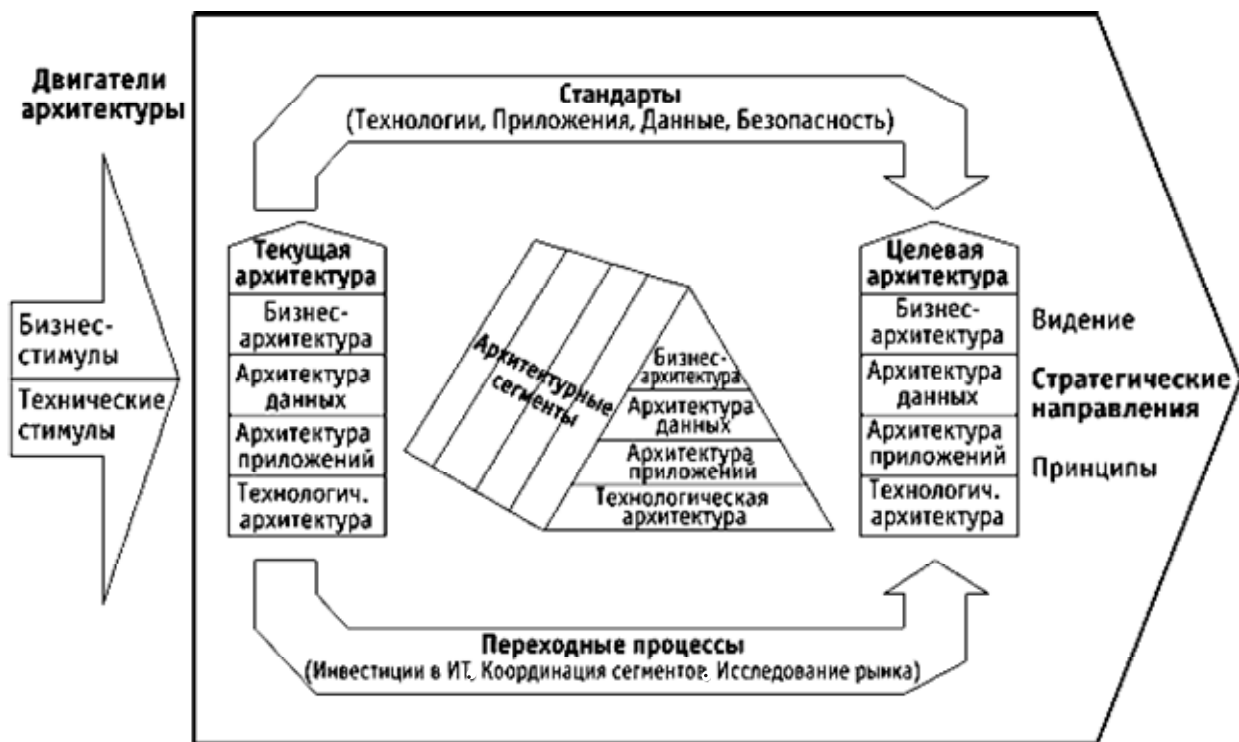 Двигатели
архитектуры
Бизнес-
стимулы
Технические
стимулы
Стандарты
(Технологии, Приложения, Данные, Безопасность)
Текущая
архитектура
Бизнес-
архитектура
Архитектура
данных
Архитектура
приложений
Технологич.
архитектура
Архитектурные
сегменты
Бизнес-
архитектура
Архитектура
данных
Архитектура
приложений
Технологическая
архитектура
Целевая
архитектура
Бизнес-
архитектура
Архитектура
данных
Архитектура
приложений
Технологич.
архитектура
Видение
Стратегические
направления
Принципы
Переходные процессы
(Инвестиции в ИТ, Координация сегментов. Исследование рынка)